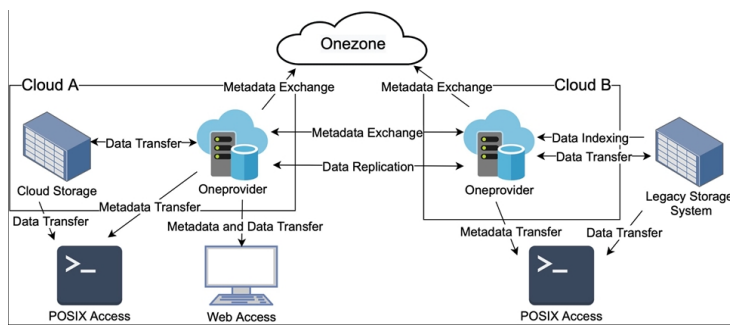 Onezone
Cloud A
Cloud B
Metadata Exchange
Metadata Exchange
Data Transfer
Metadata Exchange
Data Indexing
Data Transfer
Data Replication
Cloud Storage
Oneprovider
Oneprovider
Legacy Storage
System
Data Transfer
Metadata Transfer
Metadata and Data Transfer
Metadata Transfer
Data Transfer
>_
>_
POSIX Access
Web Access
POSIX Access